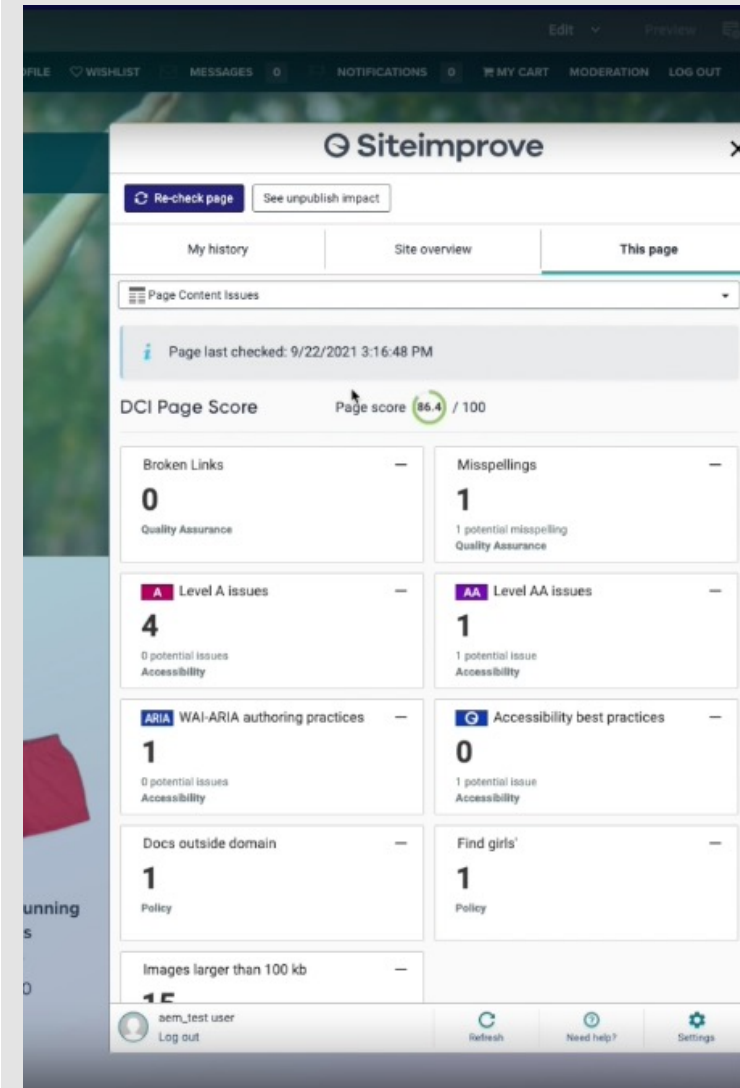 Edit Preview
OFILE WISHLIST MESSAGES 0 NOTIFICATIONS 0 MY CART MODERATION LOG OUT
Siteimprove
Re-check page See unpublish impact
My history Site overview This page
Page Content Issues
i Page last checked: 9/22/2021 3:16:48 PM
DCI Page Score Page score 86.4 / 100
Broken Links
0
Quality Assurance
Misspellings
1
1 potential misspelling
Quality Assurance
A Level A issues
4
0 potential issues
Accessibility
AA Level AA issues
1
1 potential issue
Accessibility
ARIA WAI-ARIA authoring practices
1
0 potential issues
Accessibility
Accessibility best practices
0
1 potential issue
Accessibility
Docs outside domain
1
Policy
Find girls'
1
Policy
Images larger than 100 kb
15
unning
s
0
aem_test user
Log out
Refresh Need help? Settings